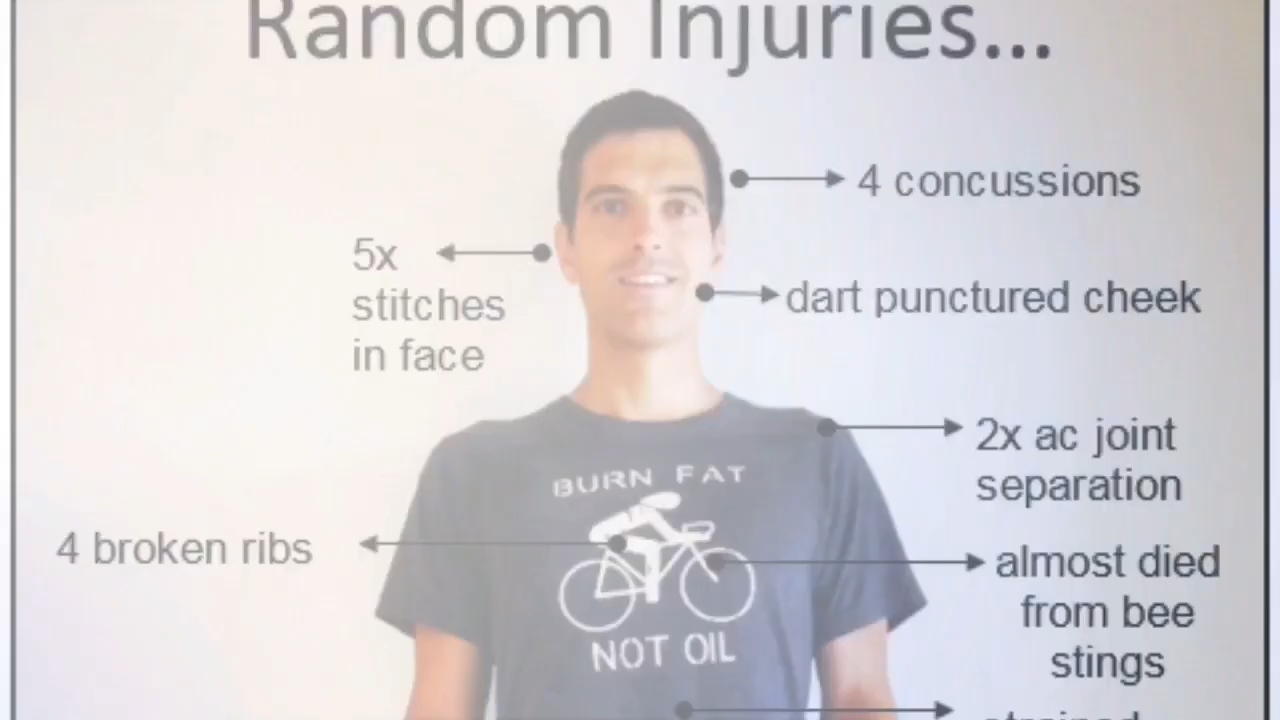 Random Injuries...
4 concussions
5x
stitches
in face
dart punctured cheek
2x ac joint
separation
BURN FAT
NOT OIL
4 broken ribs
almost died
from bee
stings
strained